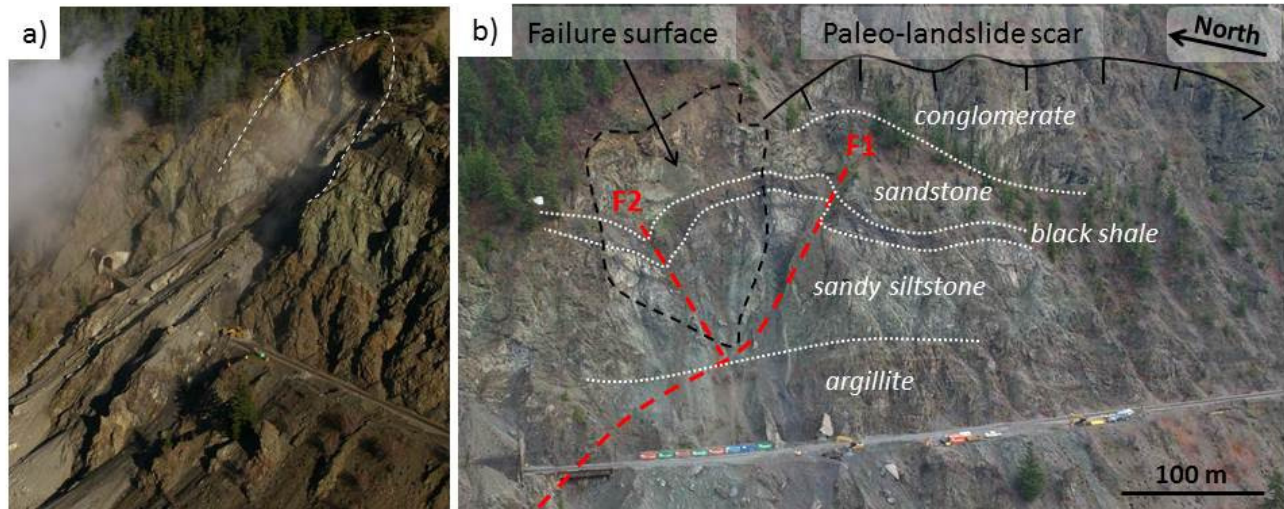 a)
b)
Failure surface
Paleo-landslide scar
North
conglomerate
F1
sandstone
F2
black shale
sandy siltstone
argillite
100 m